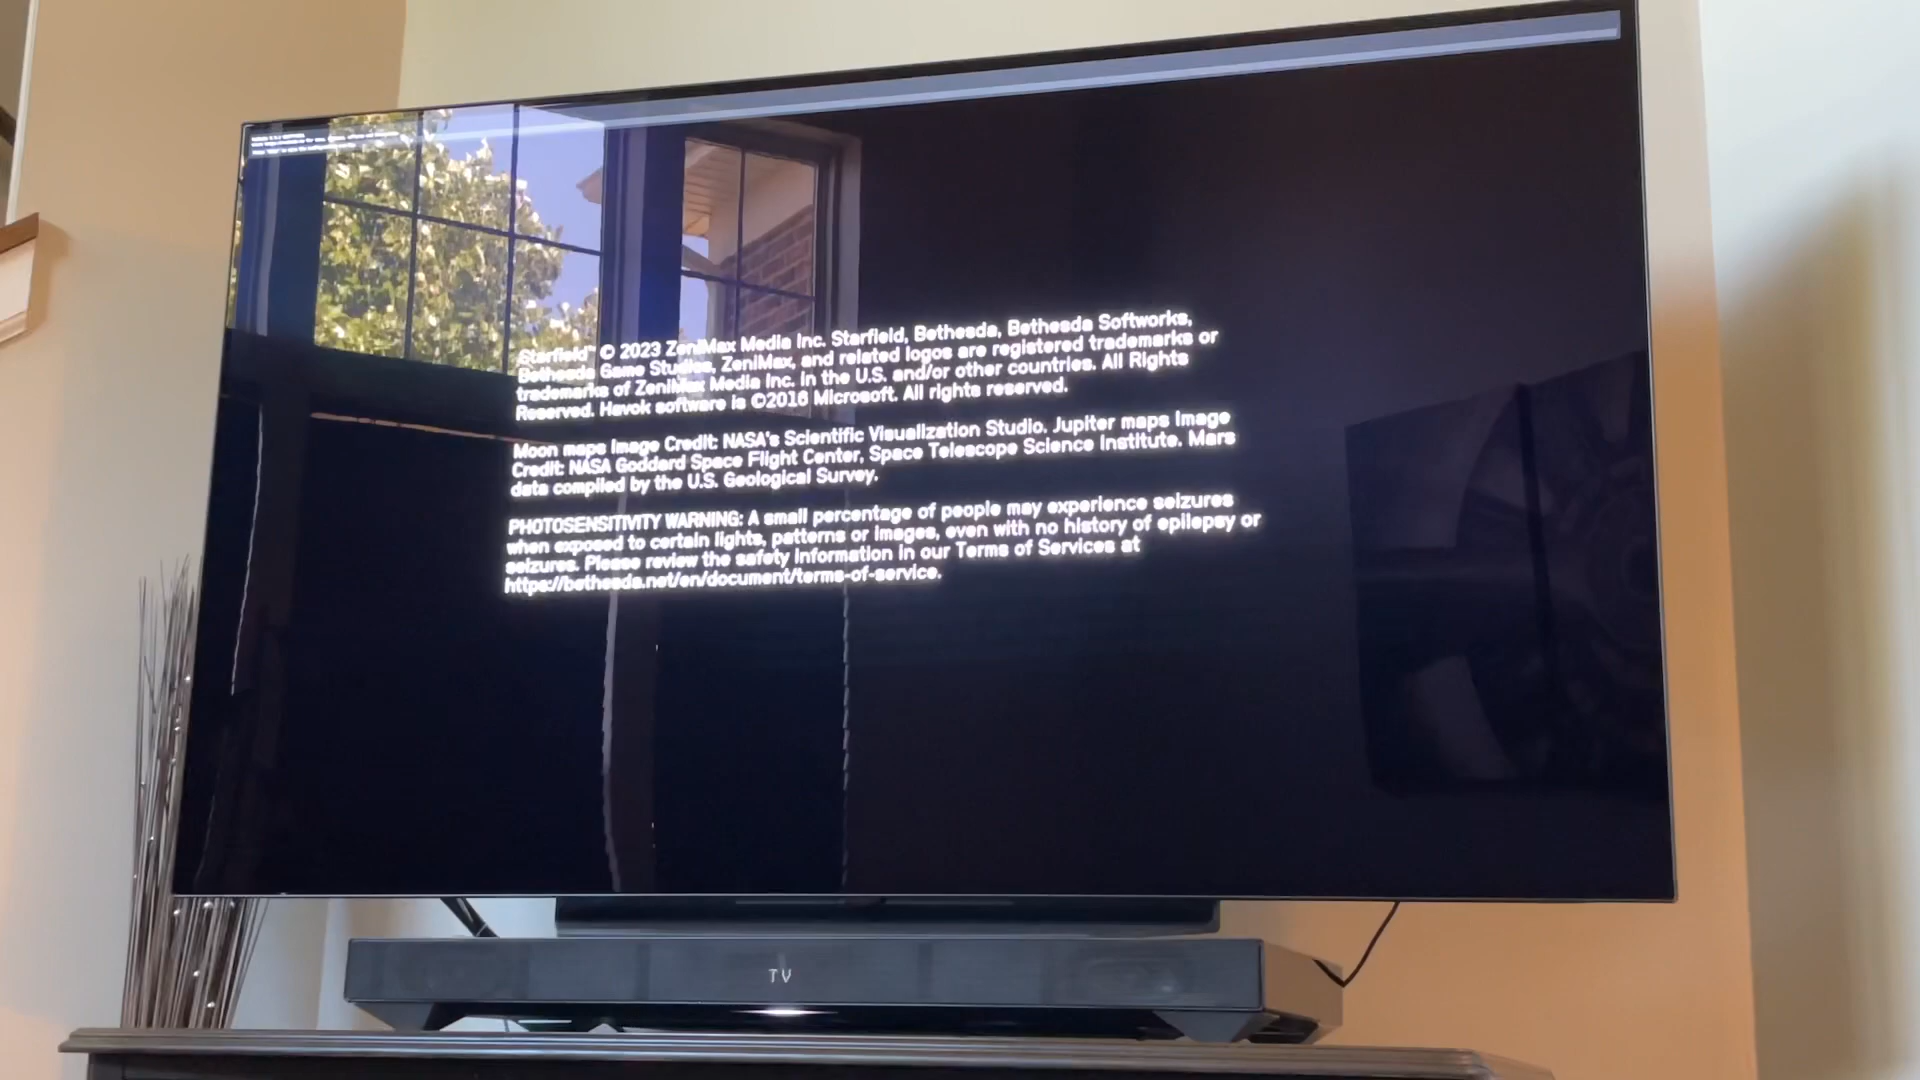 Starfield™ © 2023 ZeniMax Media Inc. Starfield, Bethesda, Bethesda Softworks,
Bethesda Game Studios, ZeniMax, and related logos are registered trademarks or
trademarks of ZeniMax Media Inc. in the U.S. and/or other countries. All Rights
Reserved. Havok software is ©2016 Microsoft. All rights reserved.
Moon maps Image Credit: NASA's Scientific Visualization Studio. Jupiter maps Image
Credit: NASA Goddard Space Flight Center, Space Telescope Science Institute. Mars
data compiled by the U.S. Geological Survey.
PHOTOSENSITIVITY WARNING: A small percentage of people may experience seizures
when exposed to certain lights, patterns or images, even with no history of epilepsy or
seizures. Please review the safety information in our Terms of Services at
https://bethesda.net/en/document/terms-of-service.
TV